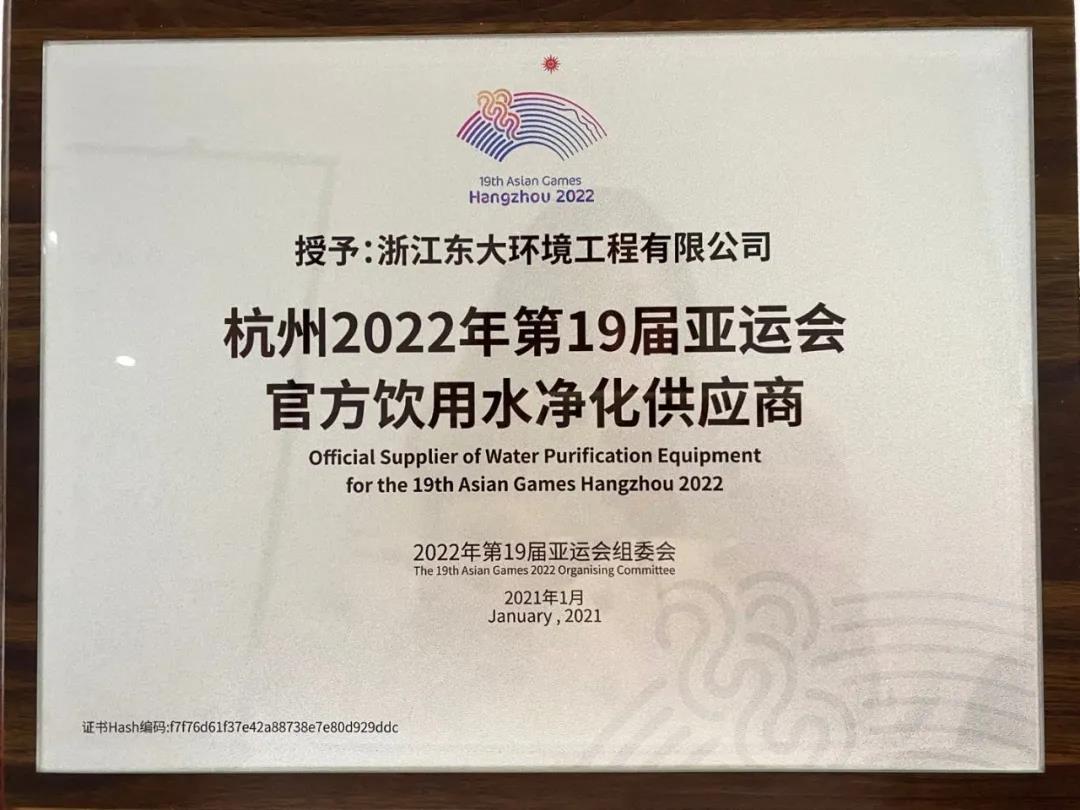 19th Asian Games
Hangzhou 2022
授予:浙江东大环境工程有限公司
杭州2022年第19届亚运会
官方饮用水净化供应商
Official Supplier of Water Purification Equipment
for the 19th Asian Games Hangzhou 2022
2022年第19届亚运会组委会
The 19th Asian Games 2022 Organising Committee
2021年1月
January , 2021
证书Hash编码:f7f76d61f37e42a88738e7e80d929ddc